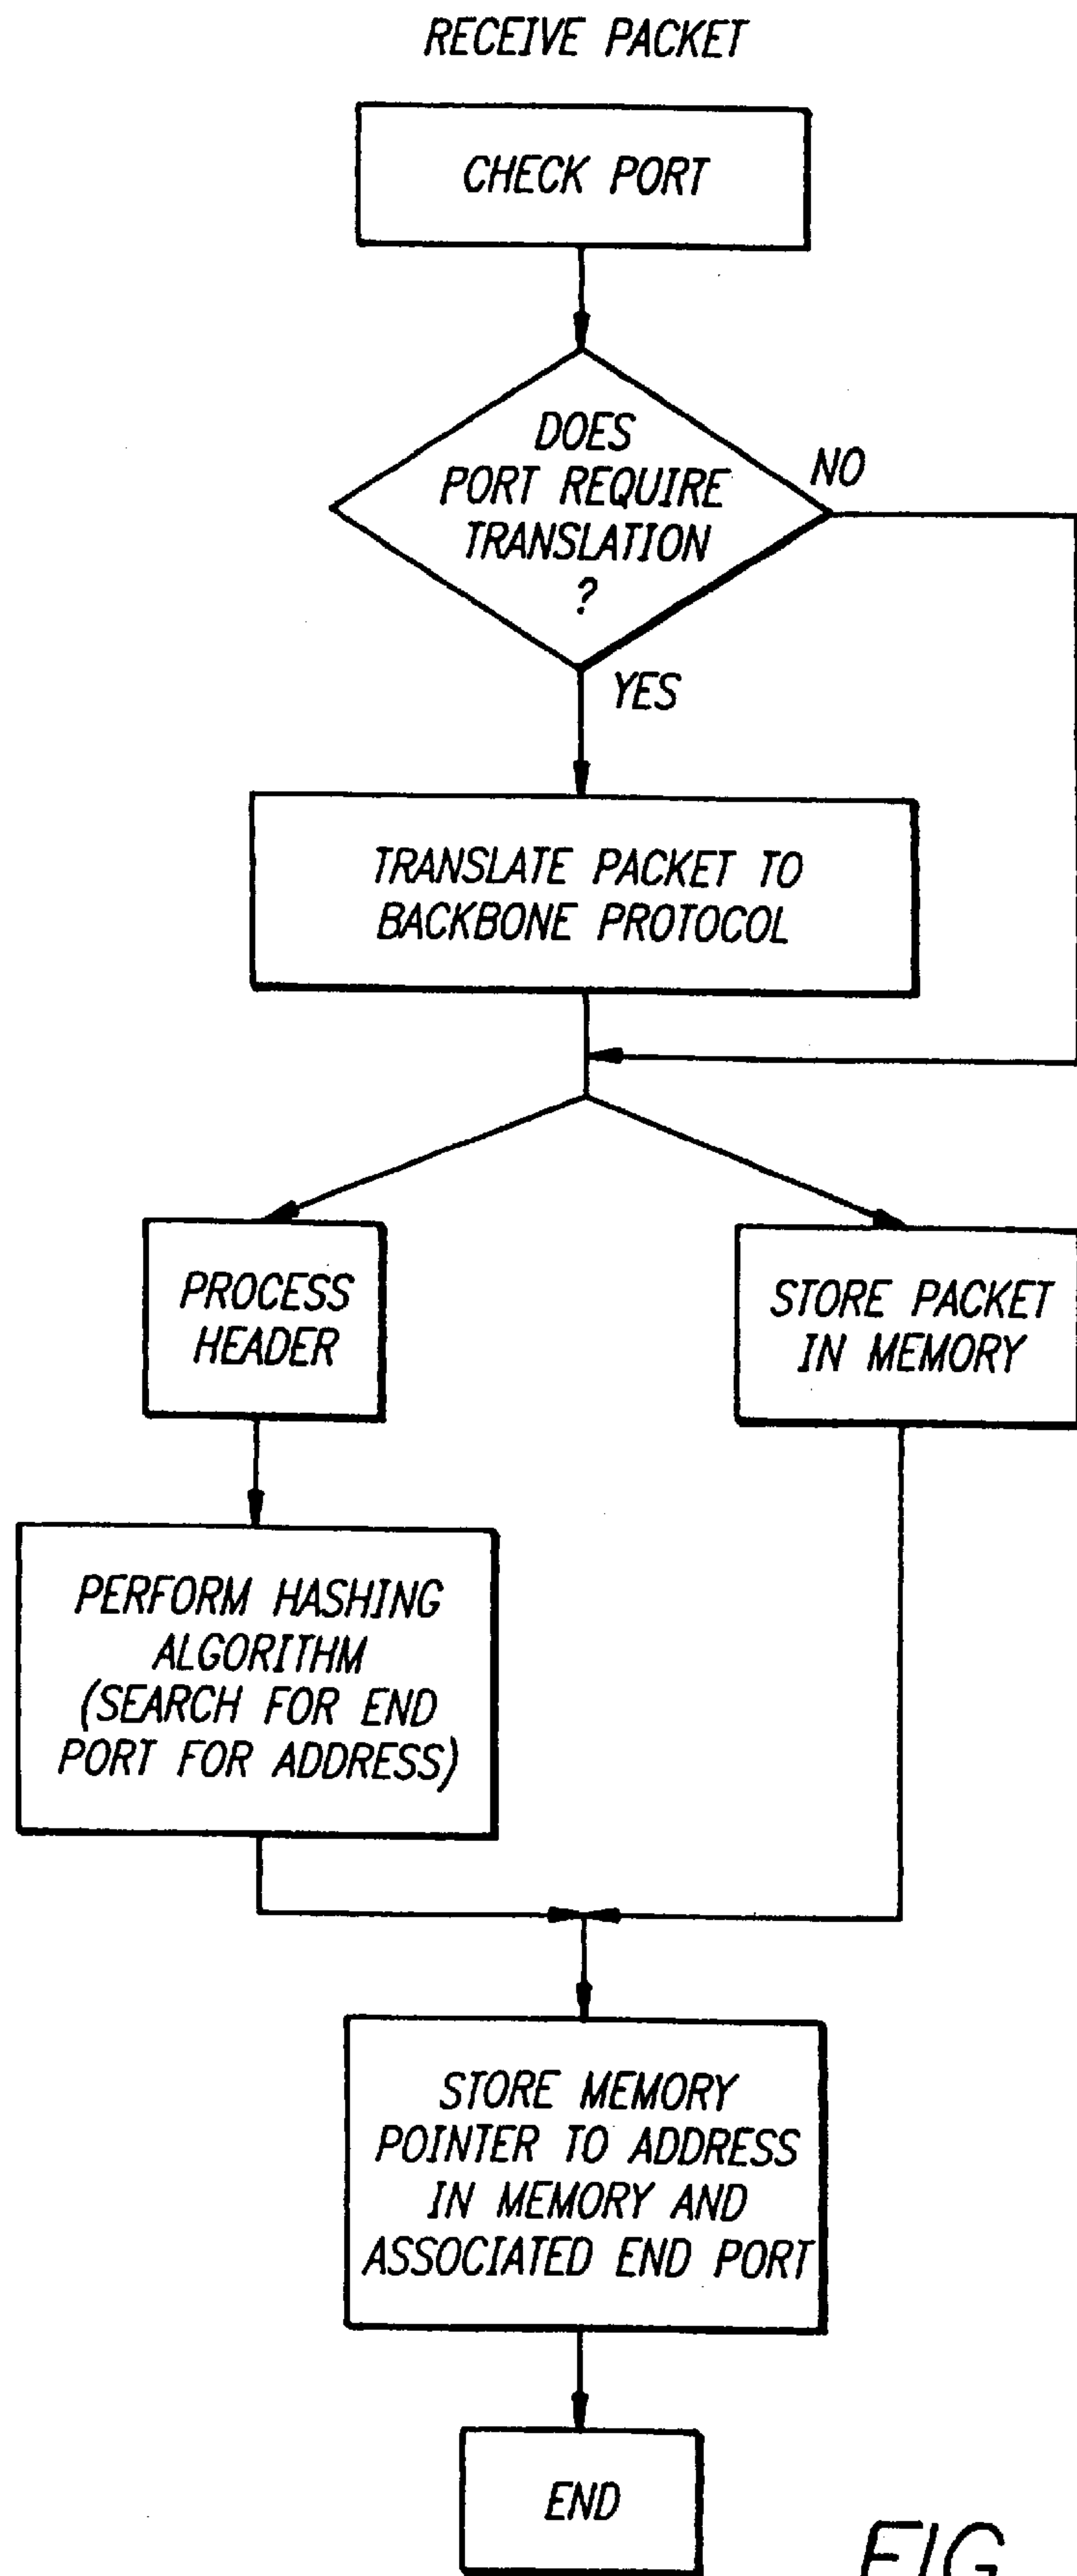 RECEIVE PACKET
CHECK PORT
DOES
PORT REQUIRE
TRANSLATION
?
NO
YES
TRANSLATE PACKET TO
BACKBONE PROTOCOL
PROCESS
HEADER
STORE PACKET
IN MEMORY
PERFORM HASHING
ALGORITHM
(SEARCH FOR END
PORT FOR ADDRESS)
STORE MEMORY
POINTER TO ADDRESS
IN MEMORY AND
ASSOCIATED END PORT
END
FIG